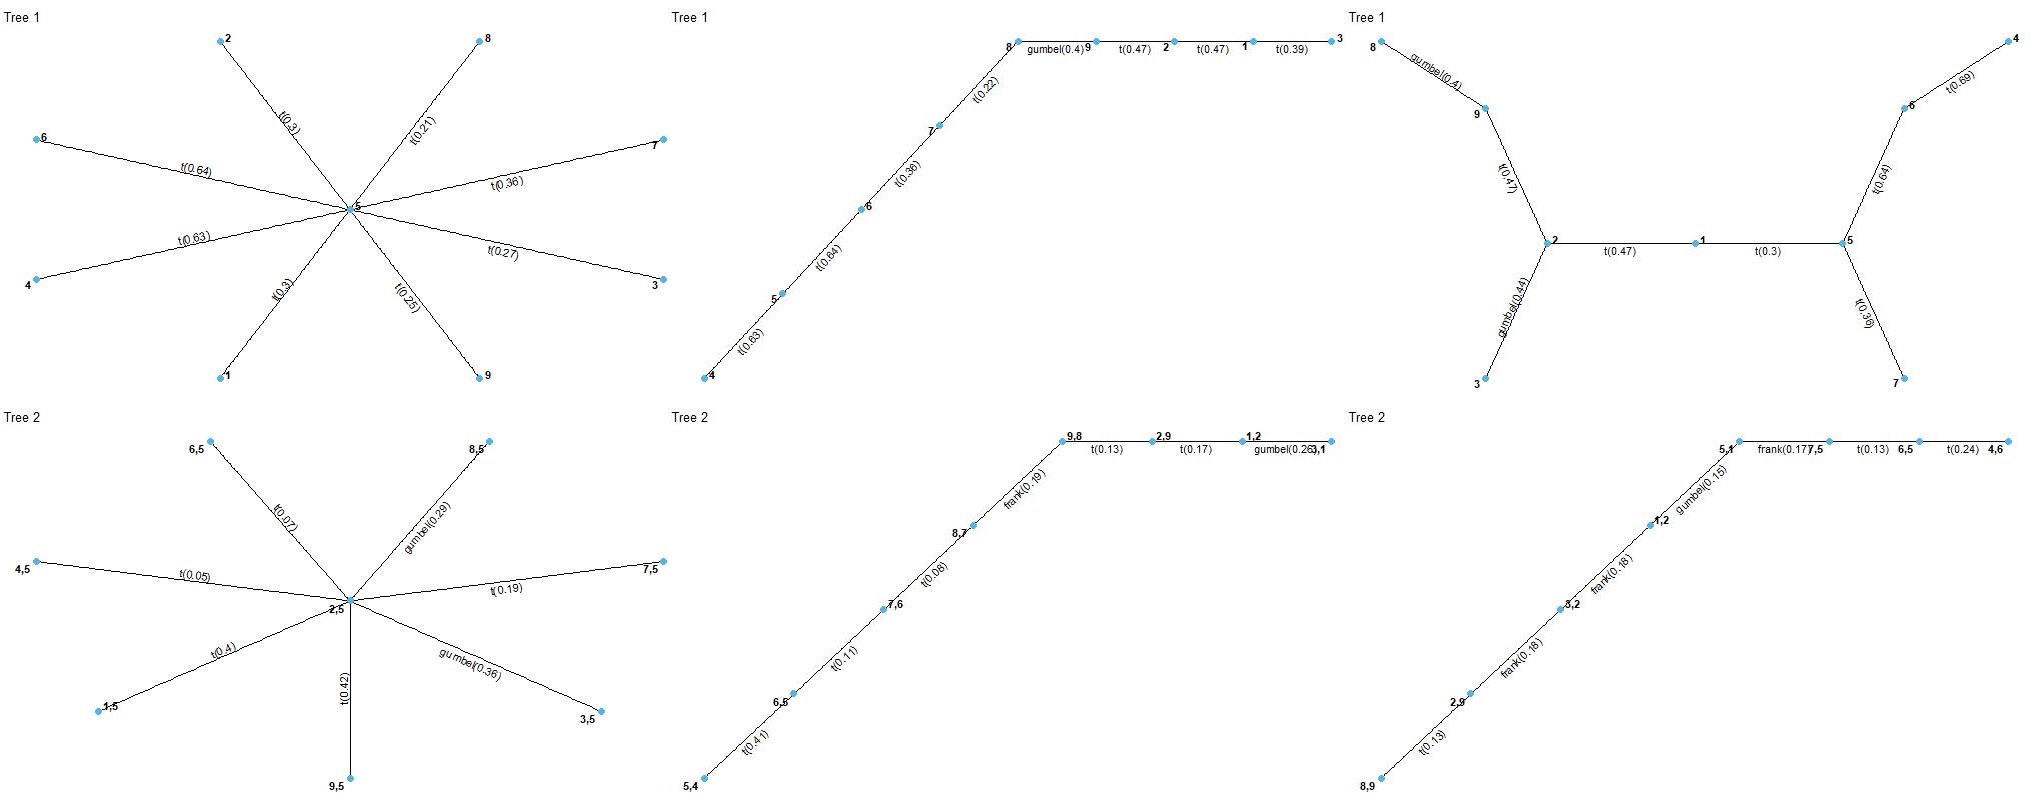 Tree 1
2
8
t(0.3)
t(0.21)
6
7
t(0.64)
t(0.36)
5
t(0.63)
t(0.27)
4
3
t(0.3)
t(0.25)
1
9
Tree 1
8
gumbel(0.4)
9
t(0.47)
2
t(0.47)
1
t(0.39)
3
t(0.22)
7
t(0.36)
6
t(0.64)
5
t(0.63)
4
Tree 1
8
4
gumbel(0.4)
t(0.69)
9
6
t(0.47)
t(0.64)
2
1
5
t(0.47)
t(0.3)
gumbel(0.44)
t(0.36)
3
7
Tree 2
6,5
8,5
t(0.07)
gumbel(0.29)
4,5
7,5
t(0.05)
t(0.19)
2,5
t(0.4)
t(0.42)
gumbel(0.36)
1,5
3,5
9,5
Tree 2
9,8
t(0.13)
2,9
t(0.17)
1,2
gumbel(0.26)
3,1
frank(0.19)
8,7
t(0.08)
7,6
t(0.11)
6,5
t(0.41)
5,4
Tree 2
5,1
frank(0.17)
7,5
t(0.13)
6,5
t(0.24)
4,6
gumbel(0.15)
1,2
frank(0.18)
3,2
frank(0.18)
2,9
t(0.13)
8,9